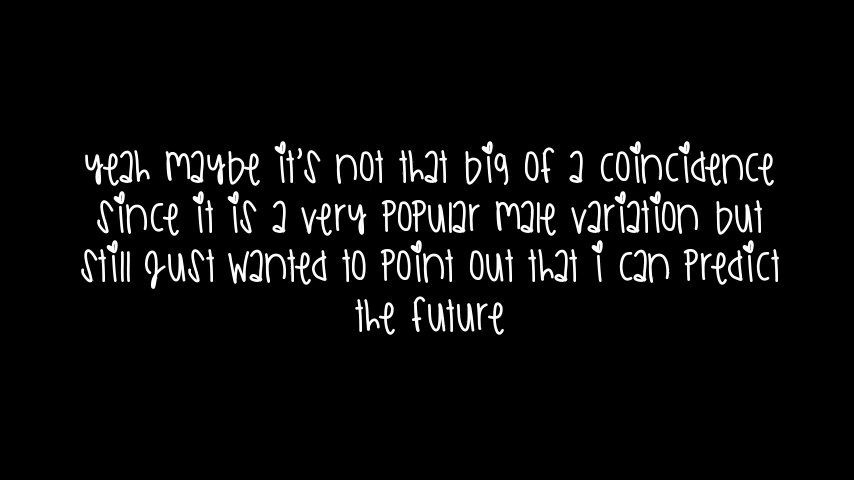 yeah maybe it's not that big of a coincidence
since it is a very popular male variation but
still just wanted to point out that i can predict
the future